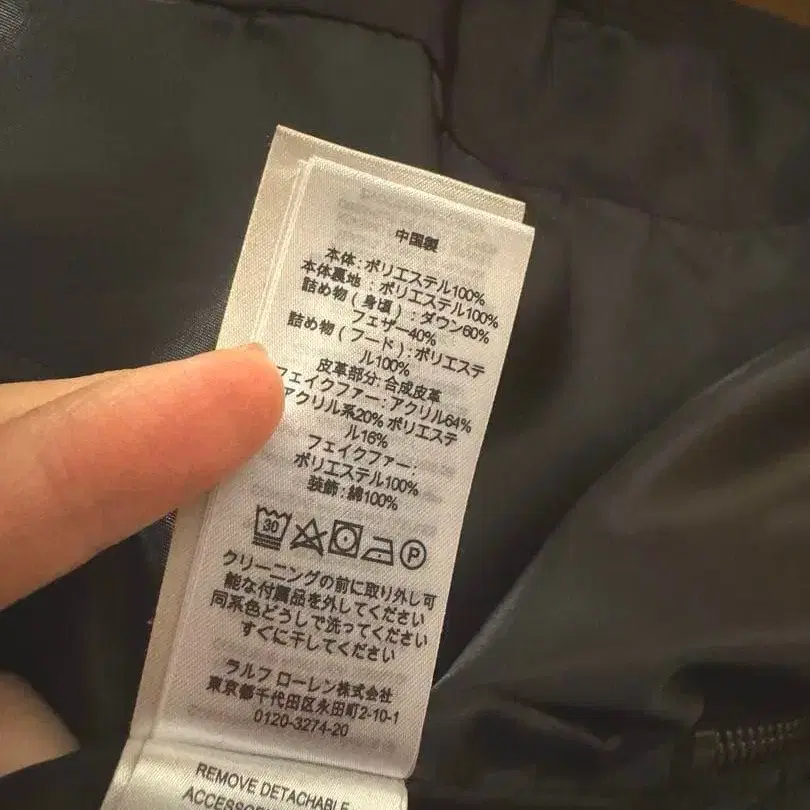 中国製
本体:ポリエステル100%
本体裏地:ポリエステル100%
詰め物(身頃):ダウン60%
フェザー40%
詰め物(フード):ポリエステ
ル100%
皮革部分:合成皮革
フェイクファー:アクリル64%
アクリル系20% ポリエステ
ル16%
フェイクファー:
ポリエステル100%
装飾:綿100%
30
P
クリーニングの前に取り外し可
能な付属品を外してください
同系色どうしで洗ってください
すぐに干してください
ラルフ ローレン株式会社
東京都千代田区永田町2-10-1
0120-3274-20
REMOVE DETACHABLE